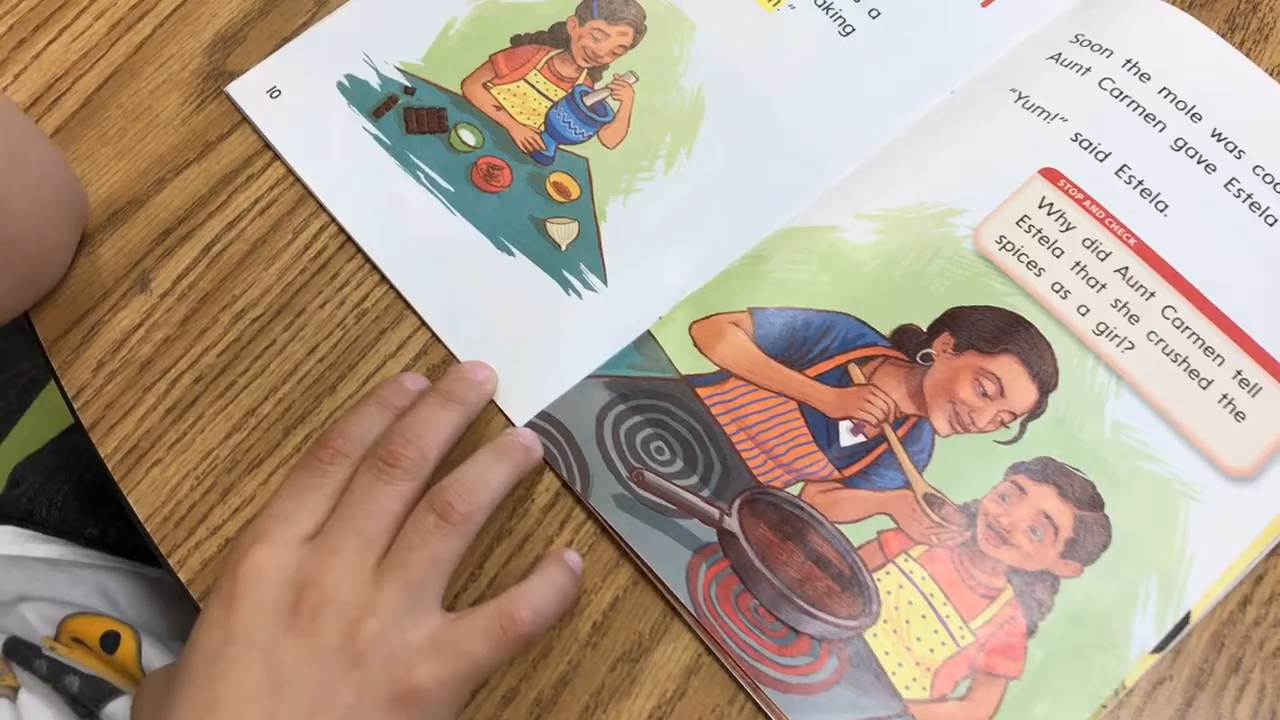 s a
n."
aking
10
Soon the mole was
Aunt Carmen gave Estela
"Yum!" said Estela.
STOP AND CHECK
Why did Aunt Carmen tell
Estela that she crushed the
spices as a girl?